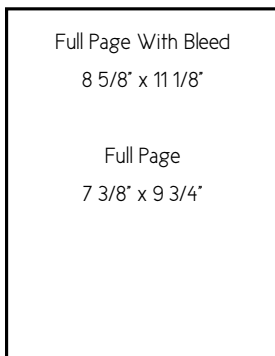 Full Page With Bleed
8 5/8" x 11 1/8"
Full Page
7 3/8" x 9 3/4"